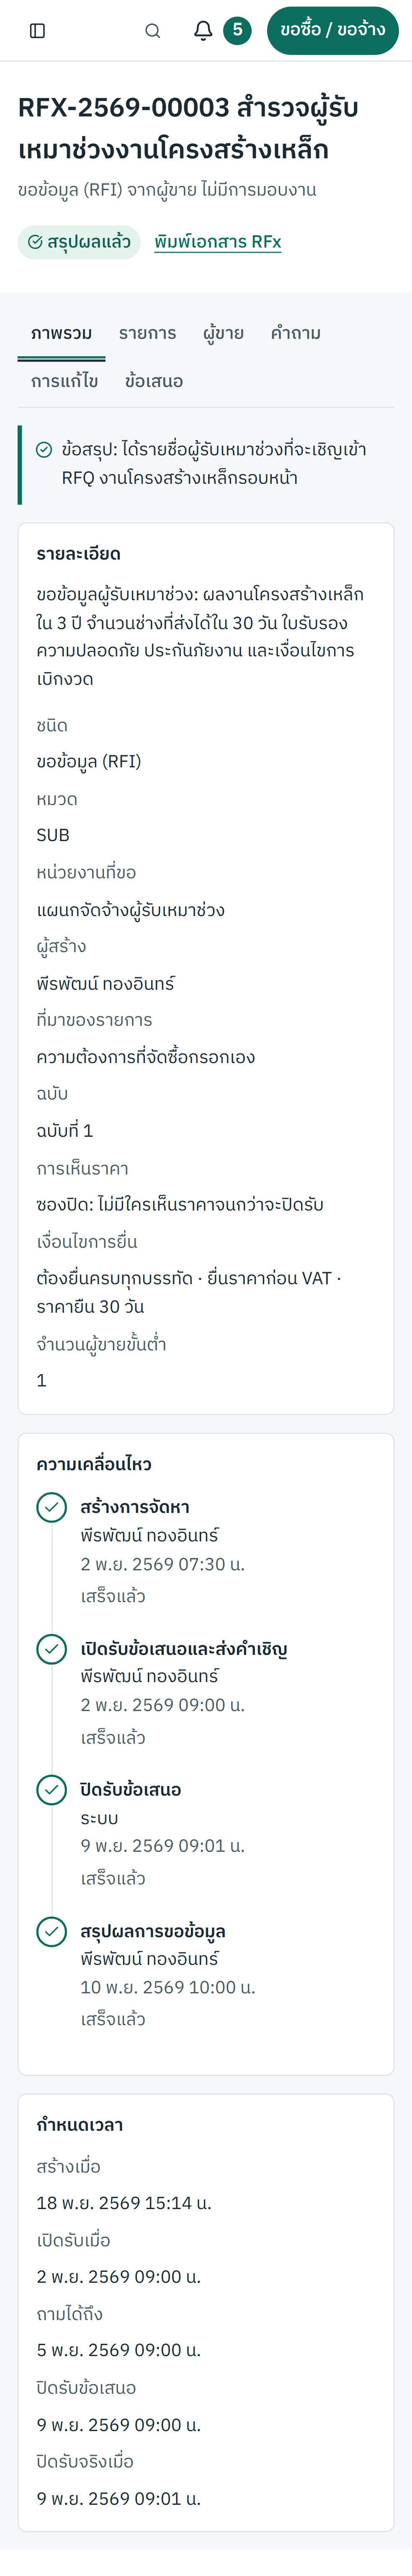 5
ขอซื้อ / ขอจ้าง
RFX-2569-00003 สำรวจผู้รับ
เหมาช่วงงานโครงสร้างเหล็ก
ขอข้อมูล (RFI) จากผู้ขาย ไม่มีการมอบงาน
สรุปผลแล้ว
พิมพ์เอกสาร RFx
ภาพรวม
รายการ
ผู้ขาย
คำถาม
การแก้ไข
ข้อเสนอ
ข้อสรุป: ได้รายชื่อผู้รับเหมาช่วงที่จะเชิญเข้า
RFQ งานโครงสร้างเหล็กรอบหน้า
รายละเอียด
ขอข้อมูลผู้รับเหมาช่วง: ผลงานโครงสร้างเหล็ก
ใน 3 ปี จำนวนช่างที่ส่งได้ใน 30 วัน ใบรับรอง
ความปลอดภัย ประกันภัยงาน และเงื่อนไขการ
เบิกงวด
ชนิด
ขอข้อมูล (RFI)
หมวด
SUB
หน่วยงานที่ขอ
แผนกจัดจ้างผู้รับเหมาช่วง
ผู้สร้าง
พีรพัฒน์ ทองอินทร์
ที่มาของรายการ
ความต้องการที่จัดซื้อกรอกเอง
ฉบับ
ฉบับที่ 1
การเห็นราคา
ซองปิด: ไม่มีใครเห็นราคาจนกว่าจะปิดรับ
เงื่อนไขการยื่น
ต้องยื่นครบทุกบรรทัด · ยื่นราคาก่อน VAT ·
ราคายืน 30 วัน
จำนวนผู้ขายขั้นต่ำ
1
ความเคลื่อนไหว
สร้างการจัดหา
พีรพัฒน์ ทองอินทร์
2 พ.ย. 2569 07:30 น.
เสร็จแล้ว
เปิดรับข้อเสนอและส่งคำเชิญ
พีรพัฒน์ ทองอินทร์
2 พ.ย. 2569 09:00 น.
เสร็จแล้ว
ปิดรับข้อเสนอ
ระบบ
9 พ.ย. 2569 09:01 น.
เสร็จแล้ว
สรุปผลการขอข้อมูล
พีรพัฒน์ ทองอินทร์
10 พ.ย. 2569 10:00 น.
เสร็จแล้ว
กำหนดเวลา
สร้างเมื่อ
18 พ.ย. 2569 15:14 น.
เปิดรับเมื่อ
2 พ.ย. 2569 09:00 น.
ถามได้ถึง
5 พ.ย. 2569 09:00 น.
ปิดรับข้อเสนอ
9 พ.ย. 2569 09:00 น.
ปิดรับจริงเมื่อ
9 พ.ย. 2569 09:01 น.